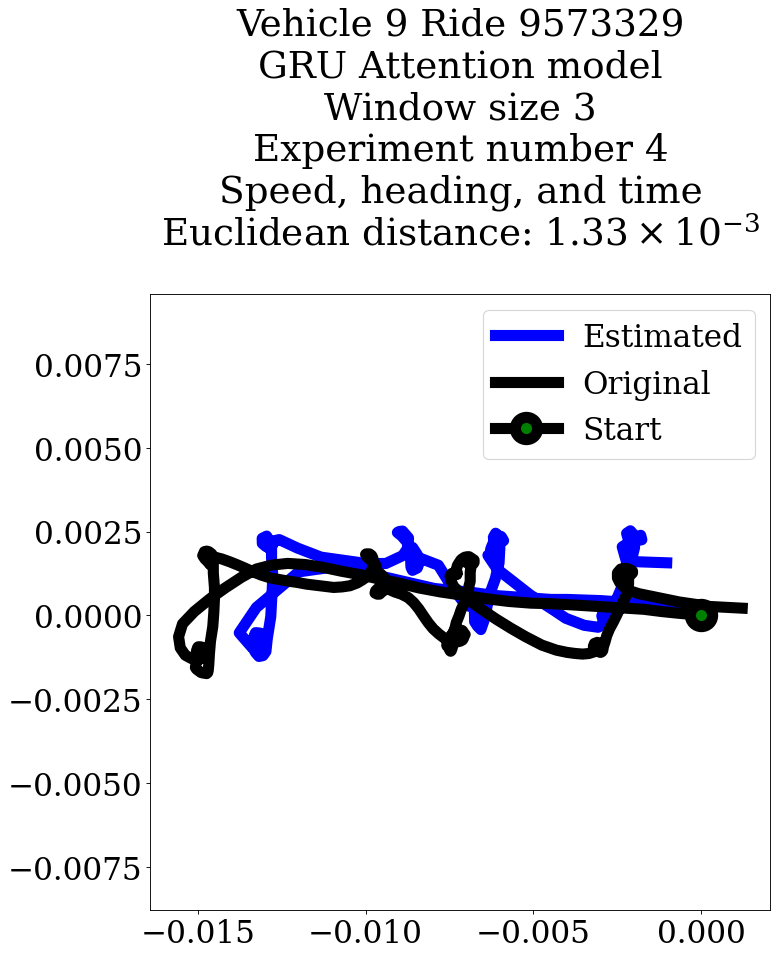 Vehicle 9 Ride 9573329
GRU Attention model
Window size 3
Experiment number 4
Speed, heading, and time
Euclidean distance: 1.33 × 10⁻³
Estimated
Original
Start
0.0075
0.0050
0.0025
0.0000
−0.0025
−0.0050
−0.0075
−0.015
−0.010
−0.005
0.000